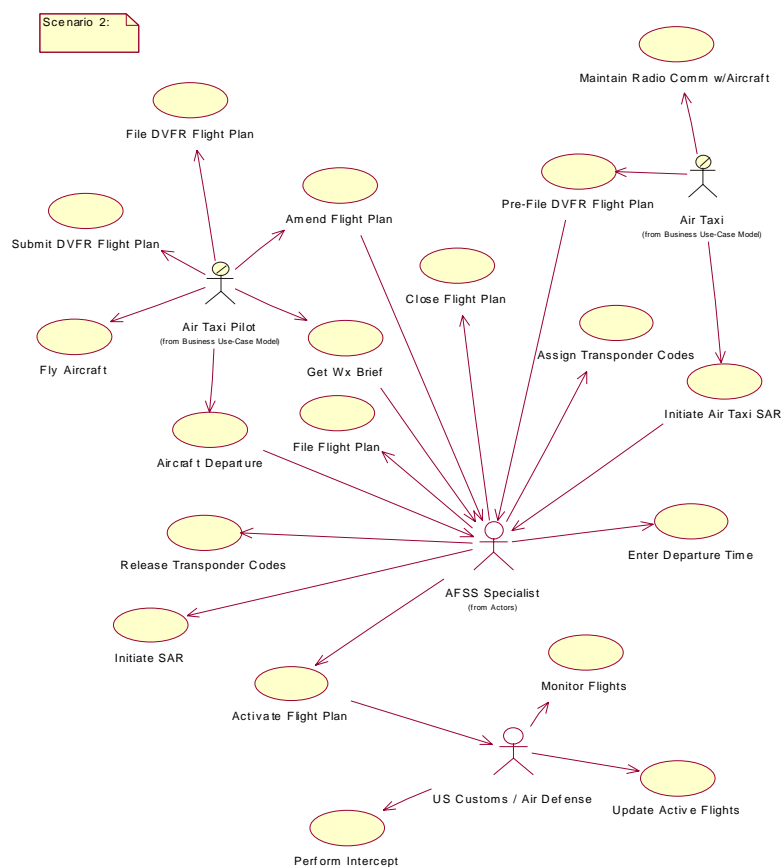 Scenario 2:
Maintain Radio Comm w/Aircraft
File DVFR Flight Plan
Pre-File DVFR Flight Plan
Air Taxi
(from Business Use-Case Model)
Amend Flight Plan
Submit DVFR Flight Plan
Close Flight Plan
Air Taxi Pilot
(from Business Use-Case Model)
Assign Transponder Codes
Fly Aircraft
Get Wx Brief
Initiate Air Taxi SAR
File Flight Plan
Aircraft Departure
Enter Departure Time
Release Transponder Codes
AFSS Specialist
(from Actors)
Initiate SAR
Monitor Flights
Activate Flight Plan
US Customs / Air Defense
Update Active Flights
Perform Intercept